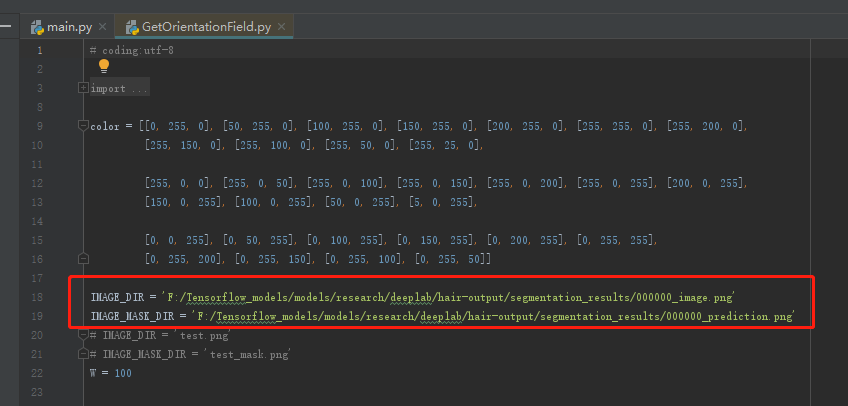 main.py GetOrientationField.py
1 # coding:utf-8
2
3 import ...
8
9 color = [[0, 255, 0], [50, 255, 0], [100, 255, 0], [150, 255, 0], [200, 255, 0], [255, 255, 0], [255, 200, 0],
10 [255, 150, 0], [255, 100, 0], [255, 50, 0], [255, 25, 0],
11
12 [255, 0, 0], [255, 0, 50], [255, 0, 100], [255, 0, 150], [255, 0, 200], [255, 0, 255], [200, 0, 255],
13 [150, 0, 255], [100, 0, 255], [50, 0, 255], [5, 0, 255],
14
15 [0, 0, 255], [0, 50, 255], [0, 100, 255], [0, 150, 255], [0, 200, 255], [0, 255, 255],
16 [0, 255, 200], [0, 255, 150], [0, 255, 100], [0, 255, 50]]
17
18 IMAGE_DIR = 'F:/Tensorflow_models/models/research/deeplab/hair-output/segmentation_results/000000_image.png'
19 IMAGE_MASK_DIR = 'F:/Tensorflow_models/models/research/deeplab/hair-output/segmentation_results/000000_prediction.png'
20 # IMAGE_DIR = 'test.png'
21 # IMAGE_MASK_DIR = 'test_mask.png'
22 W = 100
23